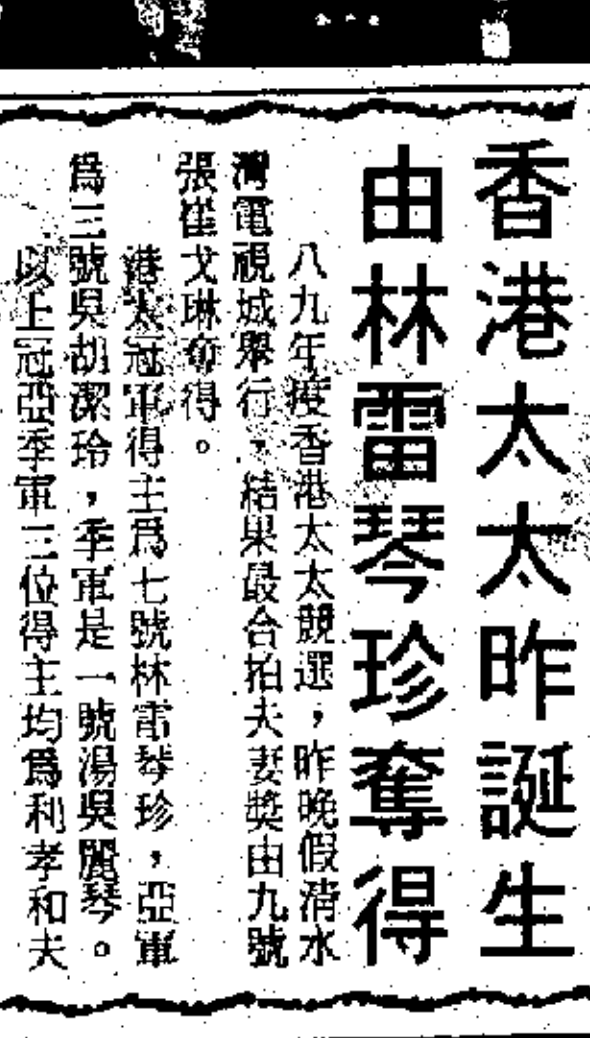 香港太太昨誕生
由林雷琴珍奪得
八九年度香港太太競選，昨晚假清水
灣電視城舉行，結果最合拍夫妻獎由九號
張崔戈琳奪得。
港太冠軍得主爲七號林雷琴珍，亞軍
爲三號吳胡潔玲，季軍是一號湯吳麗琴。
以上冠亞季軍三位得主均爲利孝和夫